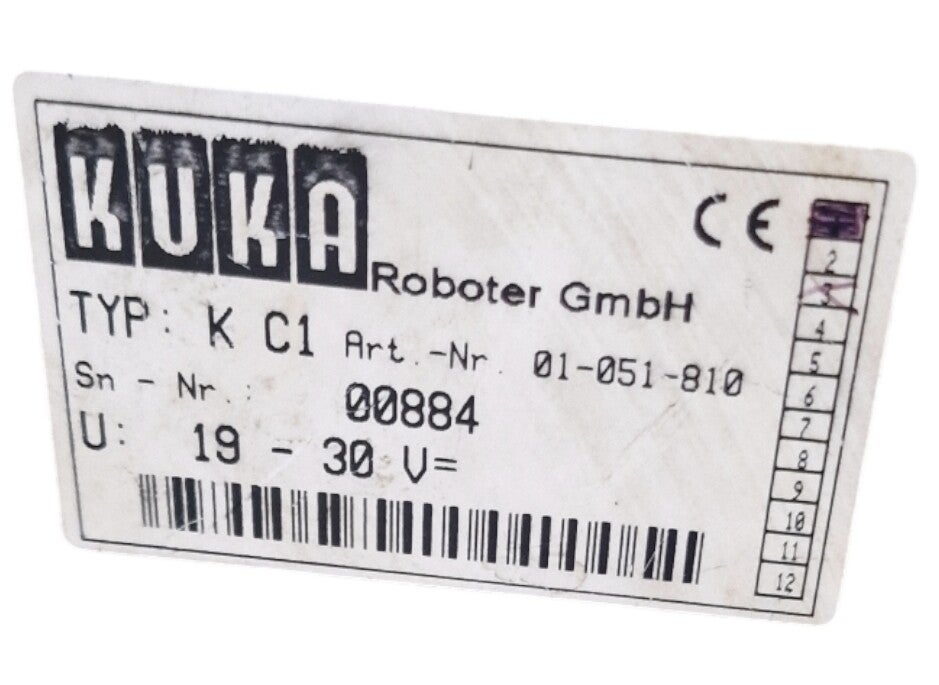 KUKA Roboter GmbH CE
TYP: K C1 Art.-Nr. 01-051-810
Sn - Nr.: 00884
U: 19 - 30 V=
2
3
4
5
6
7
8
9
10
11
12